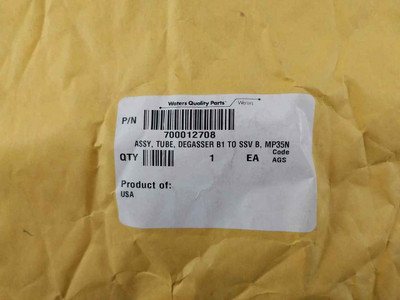 Waters Quality Parts
P/N
700012708
ASSY, TUBE, DEGASSER B1 TO SSV B, MP35N
QTY 1 EA Code
AGS
Product of:
USA